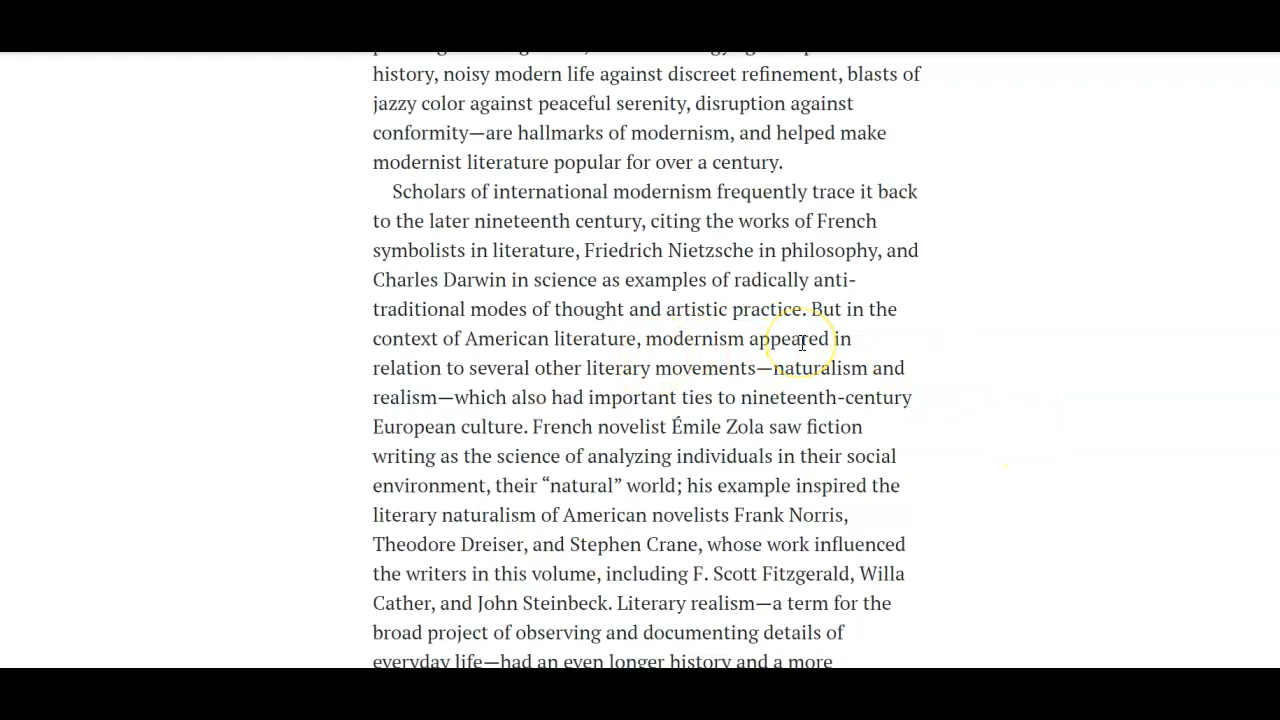 history, noisy modern life against discreet refinement, blasts of
jazzy color against peaceful serenity, disruption against
conformity—are hallmarks of modernism, and helped make
modernist literature popular for over a century.
Scholars of international modernism frequently trace it back
to the later nineteenth century, citing the works of French
symbolists in literature, Friedrich Nietzsche in philosophy, and
Charles Darwin in science as examples of radically anti-
traditional modes of thought and artistic practice. But in the
context of American literature, modernism appeared in
relation to several other literary movements—naturalism and
realism—which also had important ties to nineteenth-century
European culture. French novelist Émile Zola saw fiction
writing as the science of analyzing individuals in their social
environment, their “natural” world; his example inspired the
literary naturalism of American novelists Frank Norris,
Theodore Dreiser, and Stephen Crane, whose work influenced
the writers in this volume, including F. Scott Fitzgerald, Willa
Cather, and John Steinbeck. Literary realism—a term for the
broad project of observing and documenting details of
everyday life—had an even longer history and a more